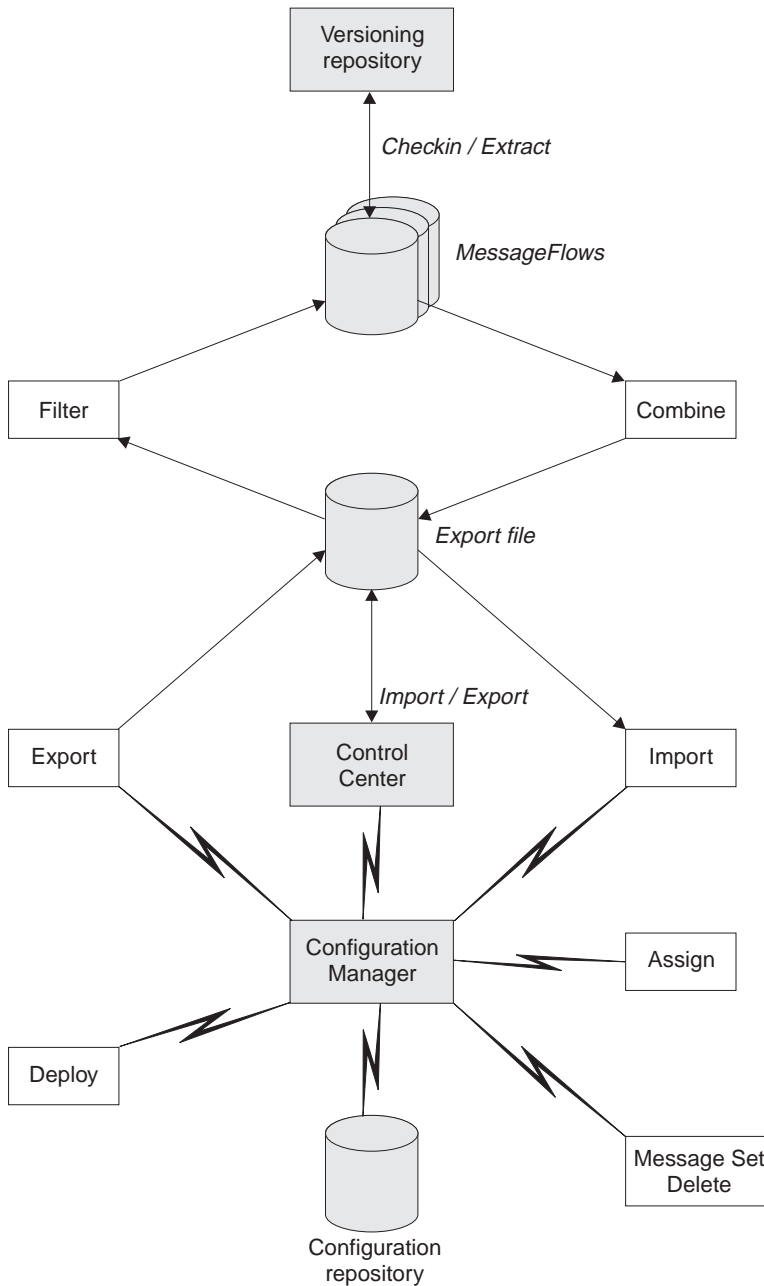 Versioning
repository
Checkin / Extract
MessageFlows
Filter
Combine
Export file
Import / Export
Export
Control
Center
Import
Configuration
Manager
Assign
Deploy
Message Set
Delete
Configuration
repository